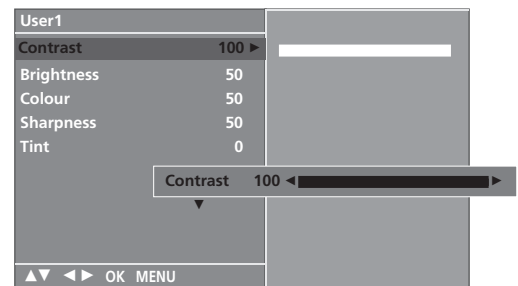 User1
Contrast 100 ►
Brightness 50
Colour 50
Sharpness 50
Tint 0
Contrast 100 ◄ ►
▼
▲▼ ◄► OK MENU